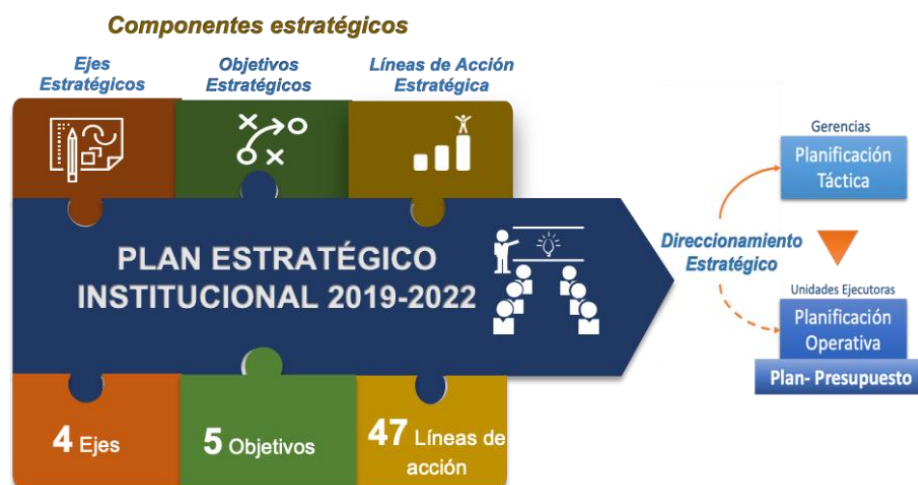 Componentes estratégicos
Ejes
Estratégicos
Objetivos
Estratégicos
Líneas de Acción
Estratégica
PLAN ESTRATÉGICO
INSTITUCIONAL 2019-2022
4 Ejes
5 Objetivos
47 Líneas de
acción
Direccionamiento
Estratégico
Gerencias
Planificación
Táctica
Unidades Ejecutoras
Planificación
Operativa
Plan- Presupuesto